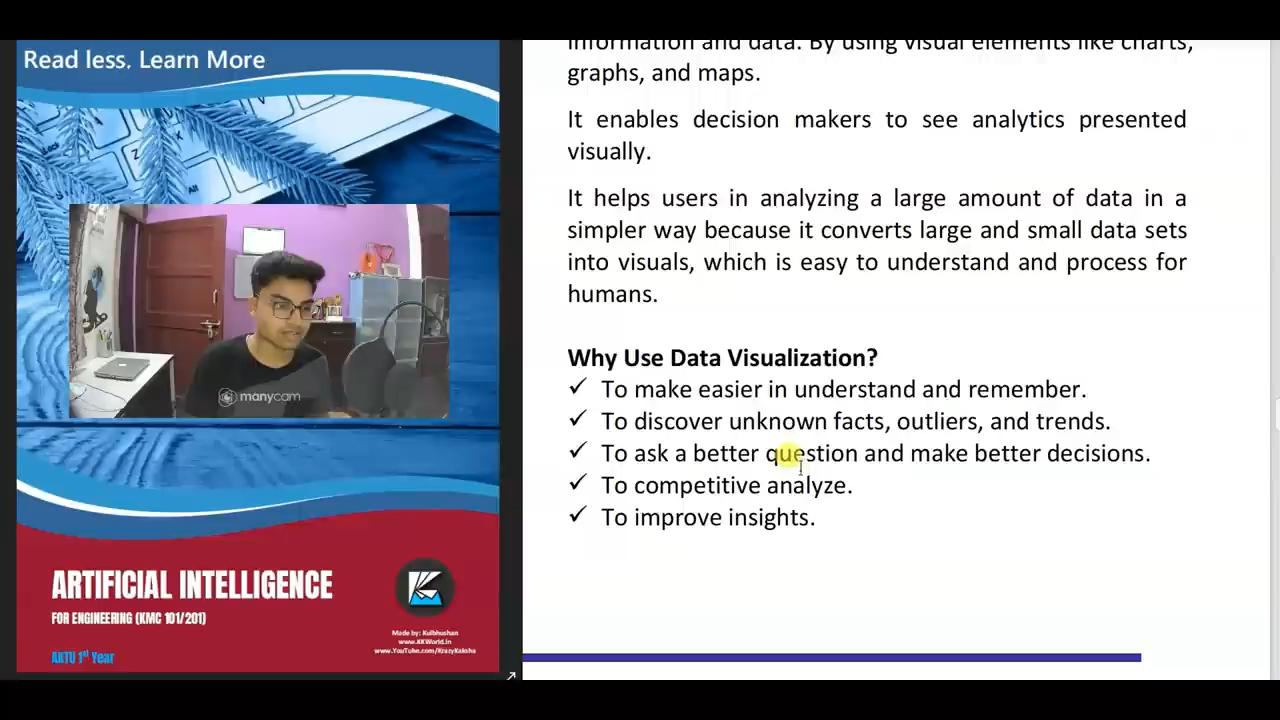 Read less. Learn More
manycam
ARTIFICIAL INTELLIGENCE
FOR ENGINEERING (KMC 101/201)
AKTU 1st Year
Made by: Kulbhushan
www.KKWorld.in
www.YouTube.com/KrazyKaksha
information and data. By using visual elements like charts,
graphs, and maps.
It enables decision makers to see analytics presented
visually.
It helps users in analyzing a large amount of data in a
simpler way because it converts large and small data sets
into visuals, which is easy to understand and process for
humans.
Why Use Data Visualization?
✓ To make easier in understand and remember.
✓ To discover unknown facts, outliers, and trends.
✓ To ask a better question and make better decisions.
✓ To competitive analyze.
✓ To improve insights.